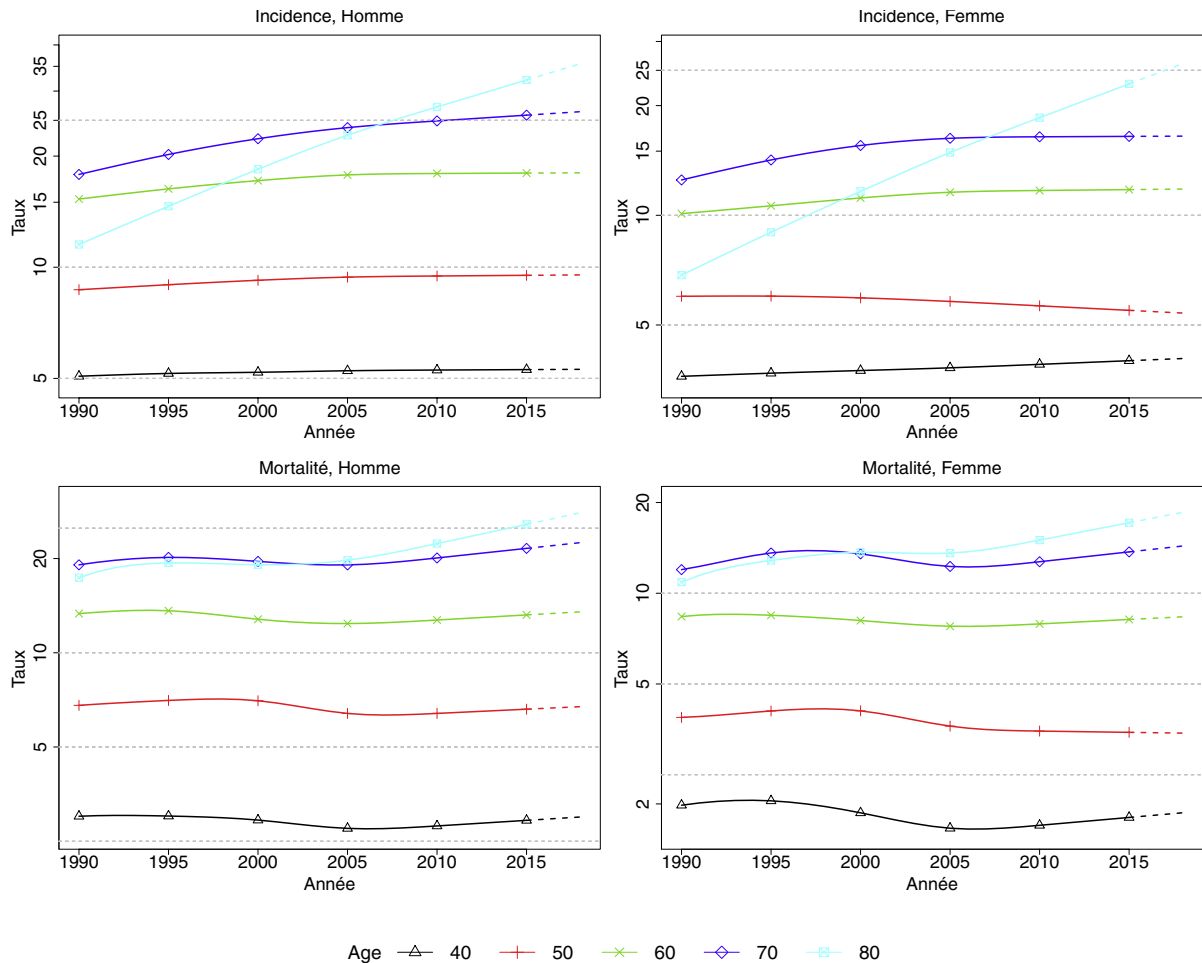 Incidence, Homme
Taux
35
25
20
15
10
5
1990 1995 2000 2005 2010 2015
Année
Incidence, Femme
Taux
25
20
15
10
5
1990 1995 2000 2005 2010 2015
Année
Mortalité, Homme
Taux
20
10
5
1990 1995 2000 2005 2010 2015
Année
Mortalité, Femme
Taux
20
10
5
2
1990 1995 2000 2005 2010 2015
Année
Age 40 50 60 70 80